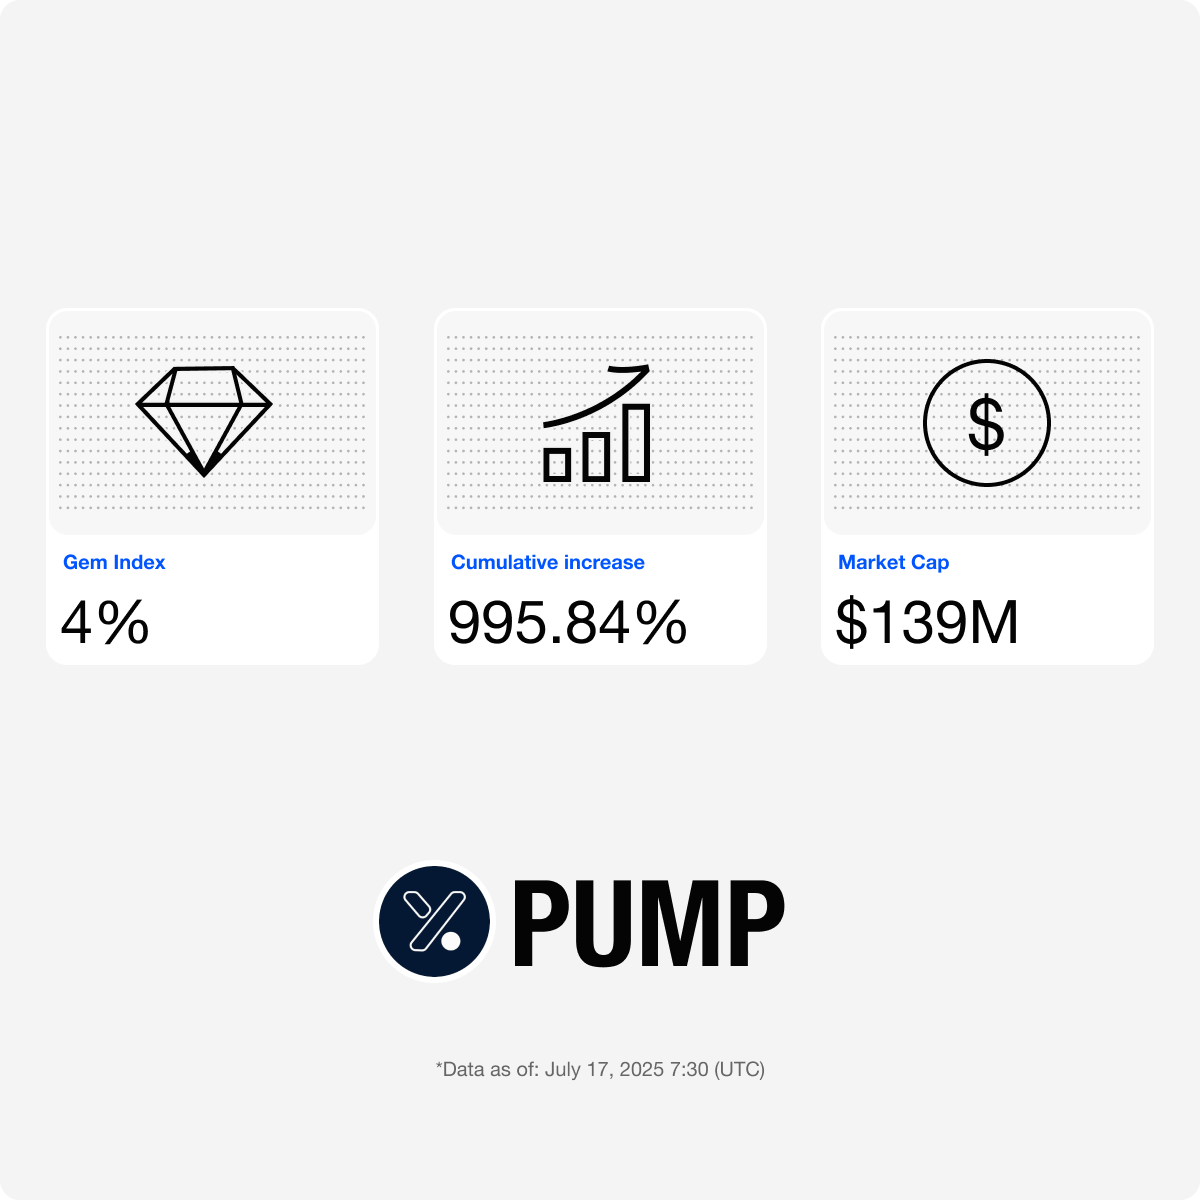 $
Gem Index
Cumulative increase
Market Cap
4%
995.84%
$139M
PUMP
*Data as of: July 17, 2025 7:30 (UTC)